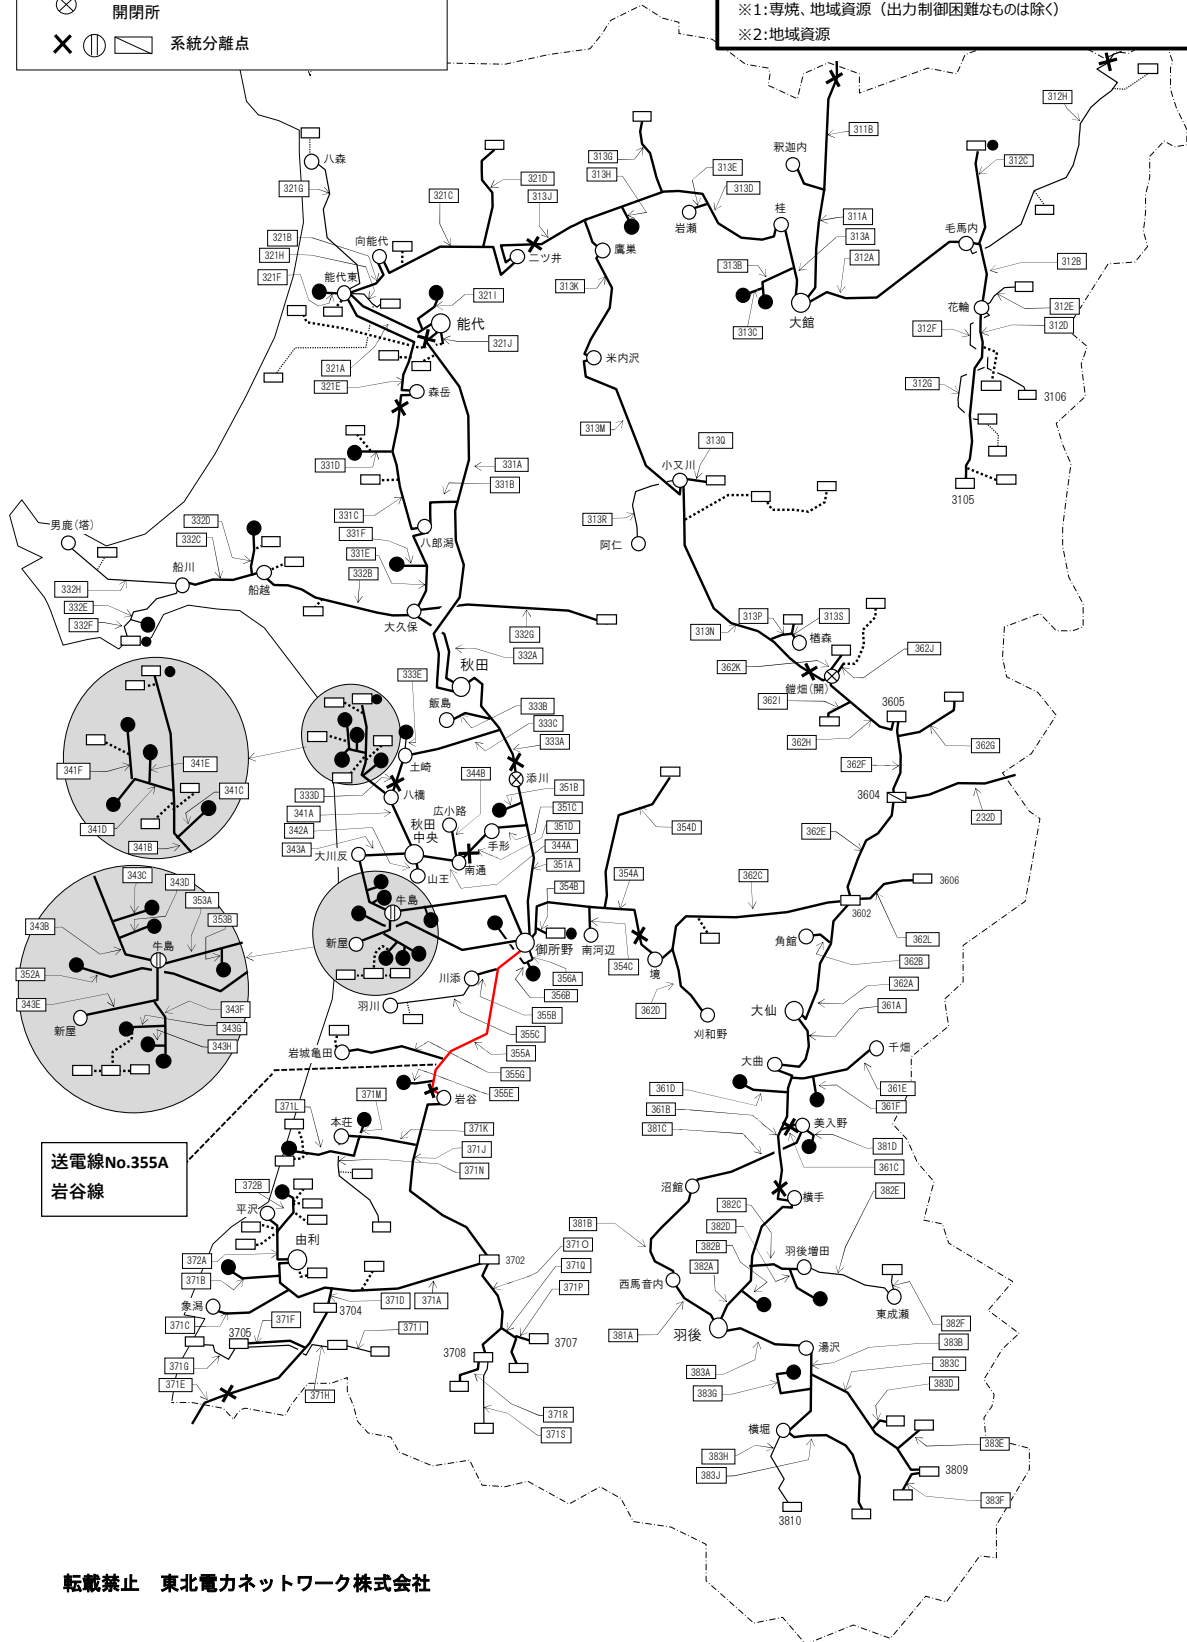 開閉所
系統分離点
※1:専焼、地域資源（出力制御困難なものは除く）
※2:地域資源
312H
311B
釈迦内
313G
313H
313E
313D
312C
八森
321G
321C
321D
313J
岩瀬
桂
311A
313A
312A
毛馬内
321B
321H
321F
向能代
能代東
二ツ井
鷹巣
313B
312B
313K
313C
大館
花輪
312E
312D
312F
321I
能代
321J
321A
321E
米内沢
312G
3106
森岳
313M
313Q
小又川
331D
331A
331B
3105
331C
331F
331E
332B
八郎潟
313R
阿仁
男鹿(塔)
332D
332C
船川
船越
332H
332E
332F
大久保
332G
332A
313P
313S
313N
楢森
362K
362J
鎧畑(開)
362I
3605
秋田
333E
飯島
333B
333C
333A
362H
362G
362F
341F
341E
341C
341D
341B
土崎
344B
添川
3604
333D
八橋
351B
232D
341A
広小路
351C
342A
秋田
中央
351D
354D
362E
343A
手形
344A
大川反
南通
351A
山王
354A
354B
362C
3606
343C
343D
353A
353B
343B
牛島
牛島
3602
362L
角館
362B
352A
新屋
御所野
南河辺
354C
境
343E
343F
新屋
343G
343H
川添
356A
356B
362A
361A
羽川
355B
362D
刈和野
大仙
355C
岩城亀田
355A
大曲
千畑
355G
355E
岩谷
361D
361E
361B
361F
371M
381C
美入野
371L
本荘
371K
371J
371N
381D
361C
送電線No.355A
岩谷線
沼館
382E
372B
382C
横手
平沢
381B
382D
382B
羽後増田
由利
371O
382A
372A
3702
371Q
371B
371P
西馬音内
東成瀬
象潟
371D
371A
382F
371C
371F
3704
371I
381A
羽後
383B
3705
3707
湯沢
3708
383A
383C
371G
383G
383D
371E
371H
371R
371S
横堀
383H
383E
383J
3809
383F
3810
転載禁止　東北電力ネットワーク株式会社